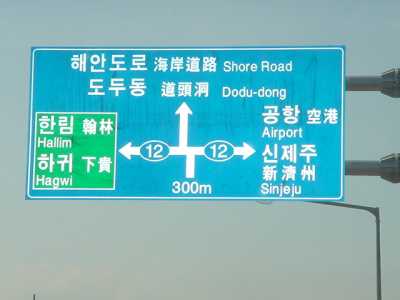 해안도로 海岸道路 Shore Road
도두동 道頭洞 Dodu-dong
한림 翰林
Hallim
하귀 下貴
Hagwi
12
12
300m
공항 空港
Airport
신제주
新濟州
Sinjeju